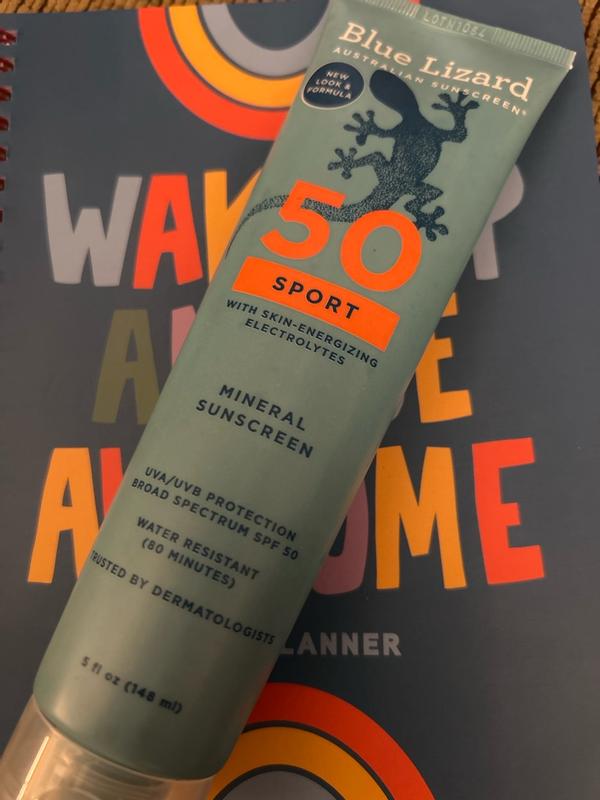 Blue Lizard
AUSTRALIAN SUNSCREEN®
NEW
LOOK &
FORMULA
50
SPORT
WITH SKIN-ENERGIZING
ELECTROLYTES
MINERAL
SUNSCREEN
UVA/UVB PROTECTION
BROAD SPECTRUM SPF 50
WATER RESISTANT
(80 MINUTES)
TRUSTED BY DERMATOLOGISTS
5 fl oz (148 ml)
LANNER